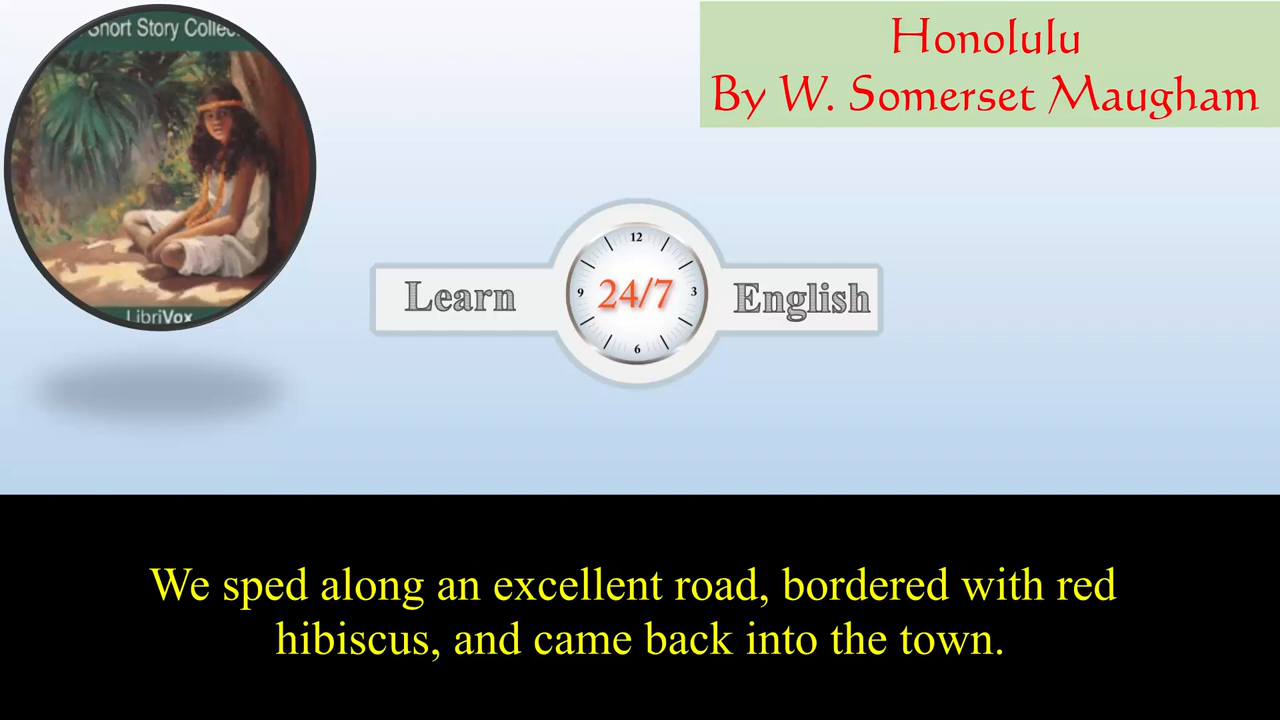 Short Story Collec
LibriVox
Honolulu
By W. Somerset Maugham
Learn
12
9
24/7
3
6
English
We sped along an excellent road, bordered with red
hibiscus, and came back into the town.